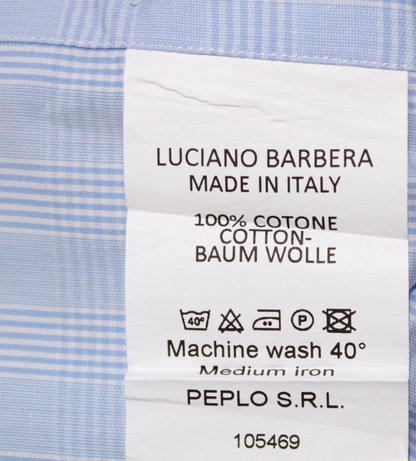 LUCIANO BARBERA
MADE IN ITALY
100% COTONE
COTTON-
BAUM WOLLE
40°
P
Machine wash 40°
Medium iron
PEPLO S.R.L.
105469